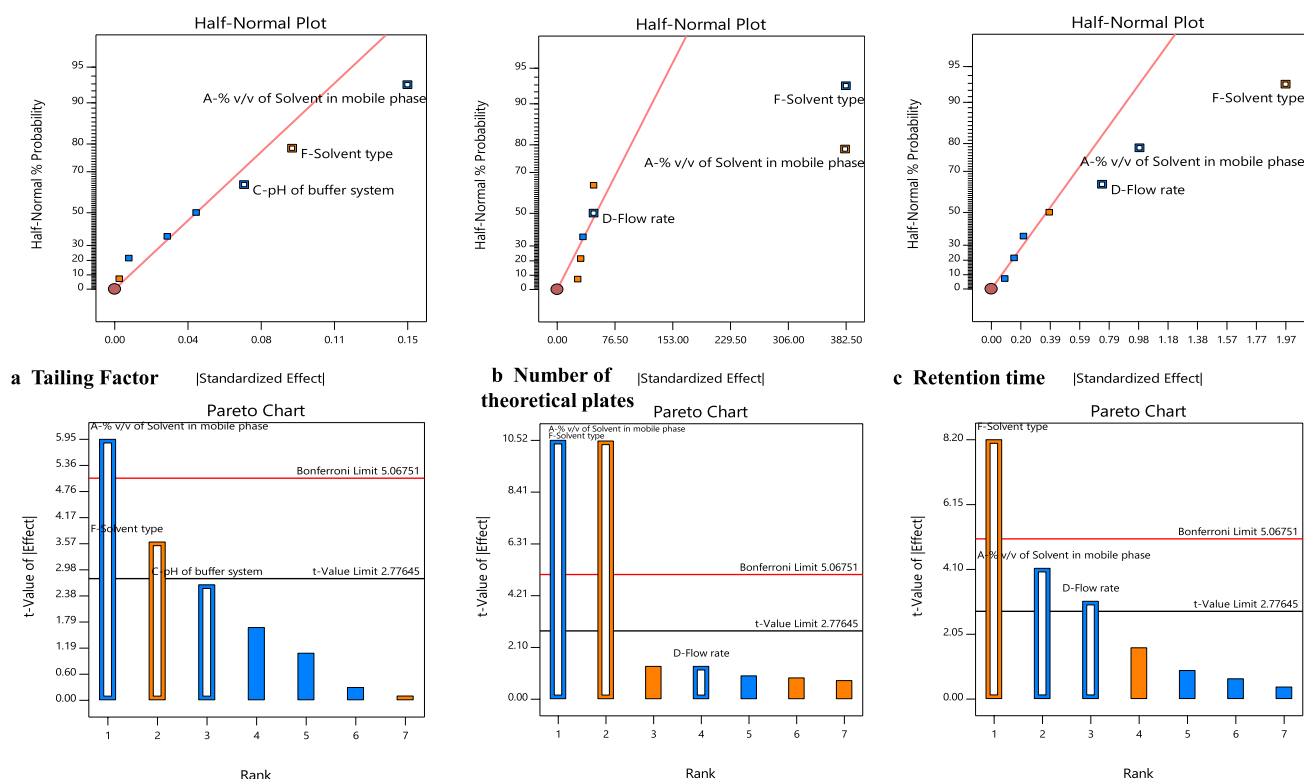 Half-Normal Plot
Half-Normal % Probability
95
90
80
70
50
30
20
10
0
A-% v/v of Solvent in mobile phase
F-Solvent type
C-pH of buffer system
0.00
0.04
0.08
0.11
0.15
|Standardized Effect|
a Tailing Factor
Half-Normal Plot
Half-Normal % Probability
95
90
80
70
50
30
20
10
0
F-Solvent type
A-% v/v of Solvent in mobile phase
D-Flow rate
0.00
76.50
153.00
229.50
306.00
382.50
|Standardized Effect|
b Number of
theoretical plates
Half-Normal Plot
Half-Normal % Probability
95
90
80
70
50
30
20
10
0
F-Solvent type
A-% v/v of Solvent in mobile phase
D-Flow rate
0.00
0.20
0.39
0.59
0.79
0.98
1.18
1.38
1.57
1.77
1.97
|Standardized Effect|
c Retention time
Pareto Chart
t-Value of |Effect|
5.95
5.36
4.76
4.17
3.57
2.98
2.38
1.79
1.19
0.60
0.00
A-% v/v of Solvent in mobile phase
Bonferroni Limit 5.06751
F-Solvent type
t-Value Limit 2.77645
C-pH of buffer system
1
2
3
4
5
6
7
Rank
Pareto Chart
t-Value of |Effect|
10.52
8.41
6.31
4.21
2.10
0.00
A-% v/v of Solvent in mobile phase
F-Solvent type
Bonferroni Limit 5.06751
t-Value Limit 2.77645
D-Flow rate
1
2
3
4
5
6
7
Rank
Pareto Chart
t-Value of |Effect|
8.20
6.15
4.10
2.05
0.00
F-Solvent type
Bonferroni Limit 5.06751
A-% v/v of Solvent in mobile phase
D-Flow rate
t-Value Limit 2.77645
1
2
3
4
5
6
7
Rank